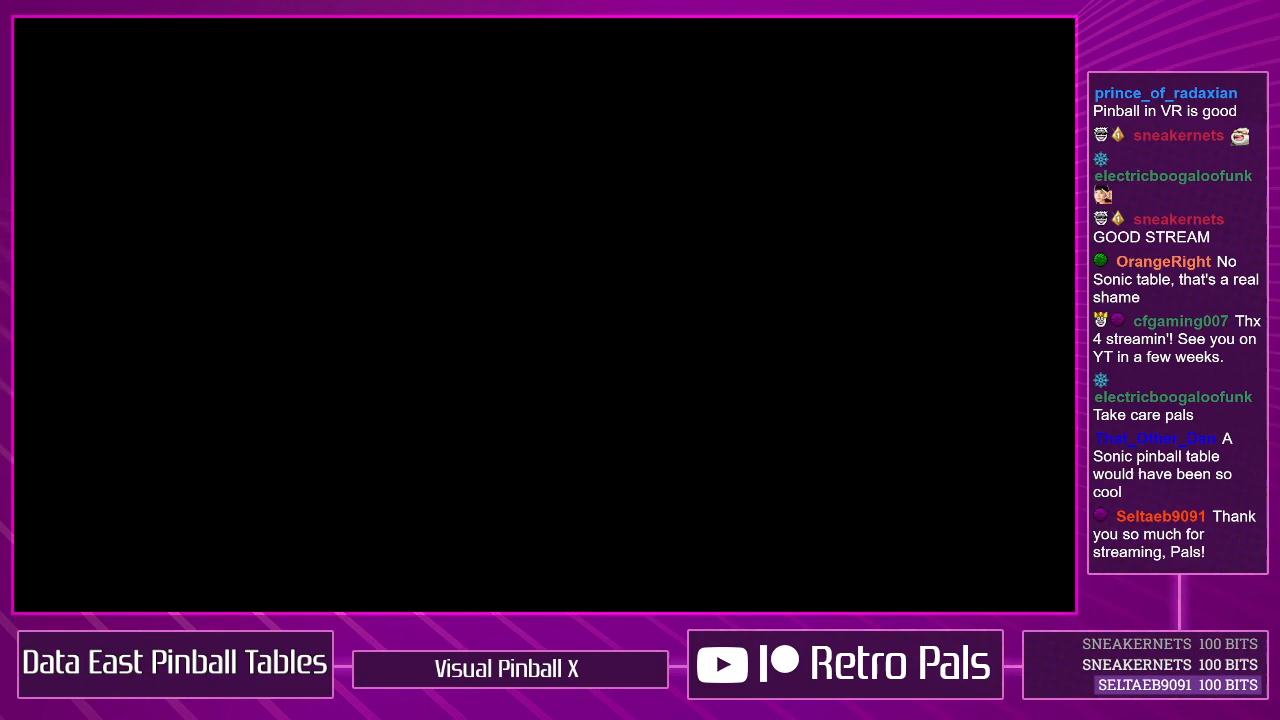 prince_of_radaxian
Pinball in VR is good
sneakernets
electricboogaloofunk
sneakernets
GOOD STREAM
OrangeRight No
Sonic table, that's a real
shame
cfgaming007 Thx
4 streamin'! See you on
YT in a few weeks.
electricboogaloofunk
Take care pals
That_Other_Dan A
Sonic pinball table
would have been so
cool
Seltaeb9091 Thank
you so much for
streaming, Pals!
Data East Pinball Tables
Visual Pinball X
Retro Pals
SNEAKERNETS 100 BITS
SNEAKERNETS 100 BITS
SELTAEB9091 100 BITS